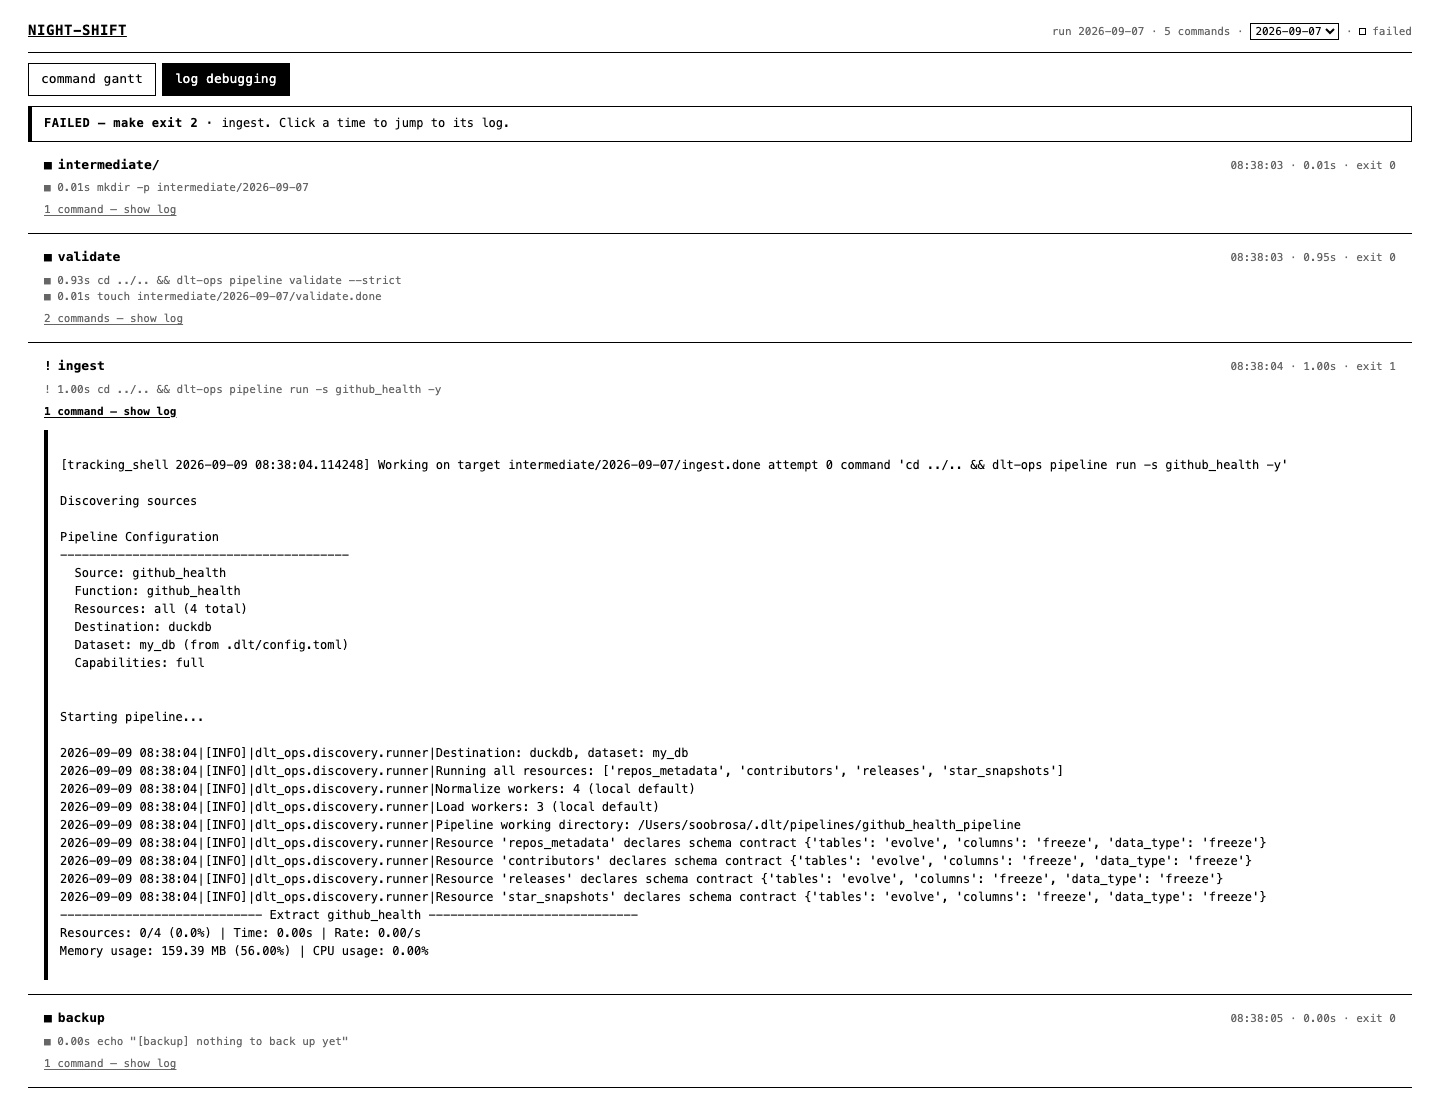 NIGHT-SHIFT
run 2026-09-07 · 5 commands · 2026-09-07 · failed
command gantt
log debugging
FAILED — make exit 2 · ingest. Click a time to jump to its log.
■ intermediate/
08:38:03 · 0.01s · exit 0
■ 0.01s mkdir -p intermediate/2026-09-07
1 command — show log
■ validate
08:38:03 · 0.95s · exit 0
■ 0.93s cd ../.. && dlt-ops pipeline validate --strict
■ 0.01s touch intermediate/2026-09-07/validate.done
2 commands — show log
! ingest
08:38:04 · 1.00s · exit 1
! 1.00s cd ../.. && dlt-ops pipeline run -s github_health -y
1 command — show log
[tracking_shell 2026-09-09 08:38:04.114248] Working on target intermediate/2026-09-07/ingest.done attempt 0 command 'cd ../.. && dlt-ops pipeline run -s github_health -y'
Discovering sources
Pipeline Configuration
----------------------------------------
Source: github_health
Function: github_health
Resources: all (4 total)
Destination: duckdb
Dataset: my_db (from .dlt/config.toml)
Capabilities: full
Starting pipeline...
2026-09-09 08:38:04|[INFO]|dlt_ops.discovery.runner|Destination: duckdb, dataset: my_db
2026-09-09 08:38:04|[INFO]|dlt_ops.discovery.runner|Running all resources: ['repos_metadata', 'contributors', 'releases', 'star_snapshots']
2026-09-09 08:38:04|[INFO]|dlt_ops.discovery.runner|Normalize workers: 4 (local default)
2026-09-09 08:38:04|[INFO]|dlt_ops.discovery.runner|Load workers: 3 (local default)
2026-09-09 08:38:04|[INFO]|dlt_ops.discovery.runner|Pipeline working directory: /Users/soobrosa/.dlt/pipelines/github_health_pipeline
2026-09-09 08:38:04|[INFO]|dlt_ops.discovery.runner|Resource 'repos_metadata' declares schema contract {'tables': 'evolve', 'columns': 'freeze', 'data_type': 'freeze'}
2026-09-09 08:38:04|[INFO]|dlt_ops.discovery.runner|Resource 'contributors' declares schema contract {'tables': 'evolve', 'columns': 'freeze', 'data_type': 'freeze'}
2026-09-09 08:38:04|[INFO]|dlt_ops.discovery.runner|Resource 'releases' declares schema contract {'tables': 'evolve', 'columns': 'freeze', 'data_type': 'freeze'}
2026-09-09 08:38:04|[INFO]|dlt_ops.discovery.runner|Resource 'star_snapshots' declares schema contract {'tables': 'evolve', 'columns': 'freeze', 'data_type': 'freeze'}
---------------------------- Extract github_health -----------------------------
Resources: 0/4 (0.0%) | Time: 0.00s | Rate: 0.00/s
Memory usage: 159.39 MB (56.00%) | CPU usage: 0.00%
■ backup
08:38:05 · 0.00s · exit 0
■ 0.00s echo "[backup] nothing to back up yet"
1 command — show log